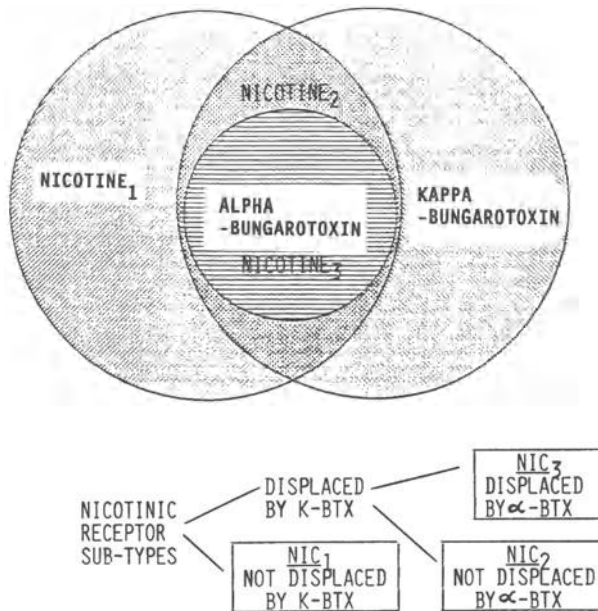 NICOTINE₂
NICOTINE₁
ALPHA
-BUNGAROTOXIN
KAPPA
-BUNGAROTOXIN
NICOTINE₃
NICOTINIC
RECEPTOR
SUB-TYPES
DISPLACED
BY K-BTX
NIC₃
DISPLACED
BY α-BTX
NIC₁
NOT DISPLACED
BY K-BTX
NIC₂
NOT DISPLACED
BY α-BTX